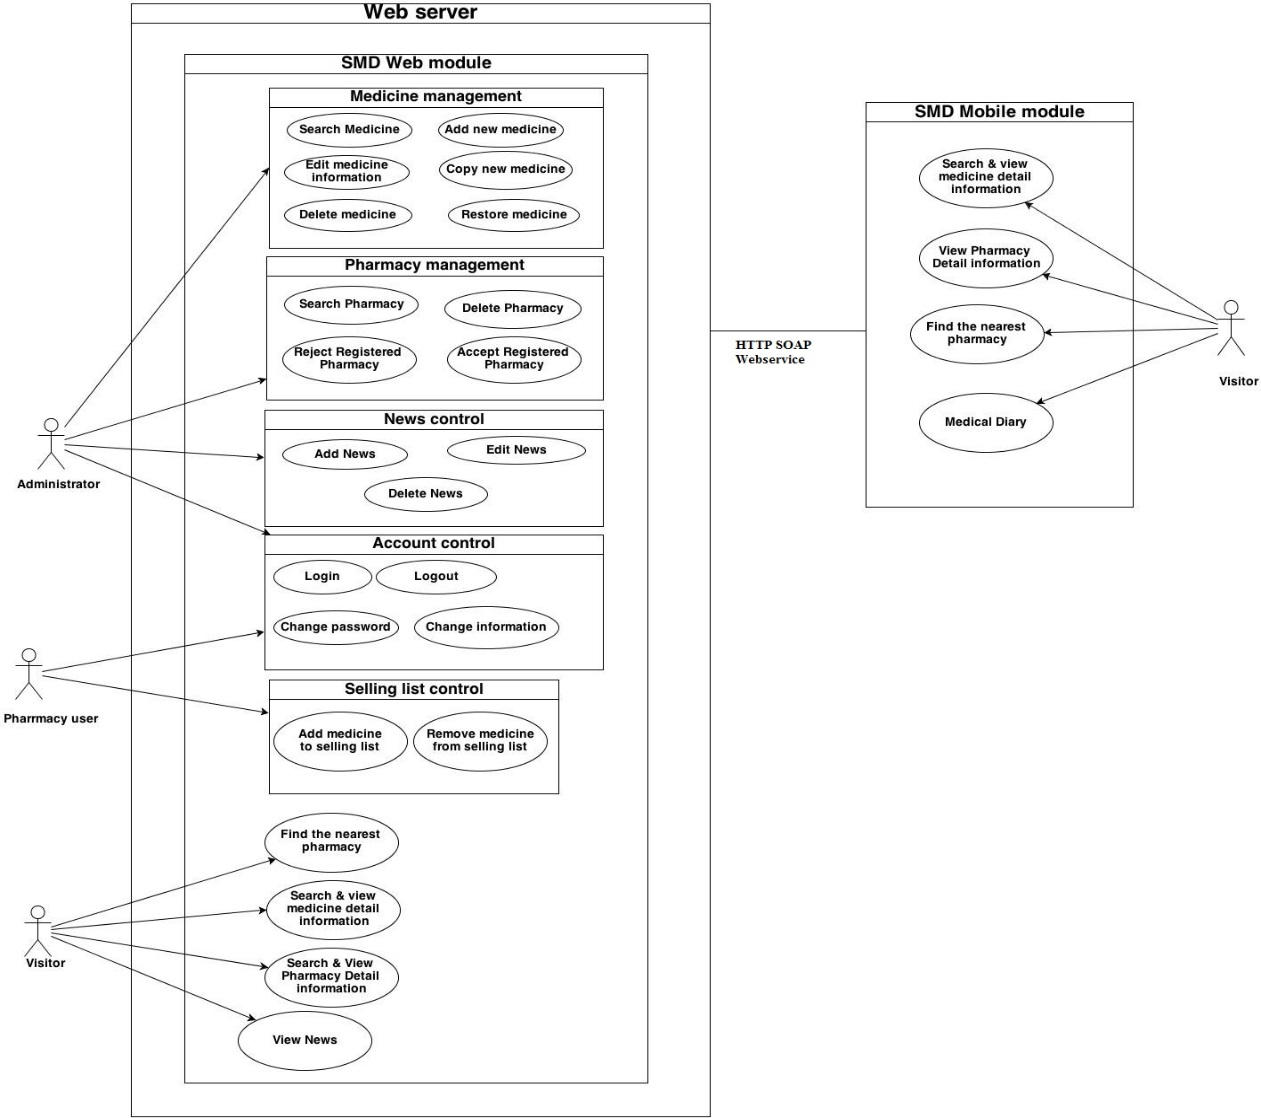 Web server
SMD Web module
Medicine management
Search Medicine
Add new medicine
Edit medicine
information
Copy new medicine
Delete medicine
Restore medicine
Pharmacy management
Search Pharmacy
Delete Pharmacy
Reject Registered
Pharmacy
Accept Registered
Pharmacy
News control
Add News
Edit News
Delete News
Account control
Login
Logout
Change password
Change information
Selling list control
Add medicine
to selling list
Remove medicine
from selling list
Find the nearest
pharmacy
Search & view
medicine detail
information
Search & View
Pharmacy Detail
information
View News
Administrator
Pharrmacy user
Visitor
HTTP SOAP
Webservice
SMD Mobile module
Search & view
medicine detail
information
View Pharmacy
Detail information
Find the nearest
pharmacy
Medical Diary
Visitor